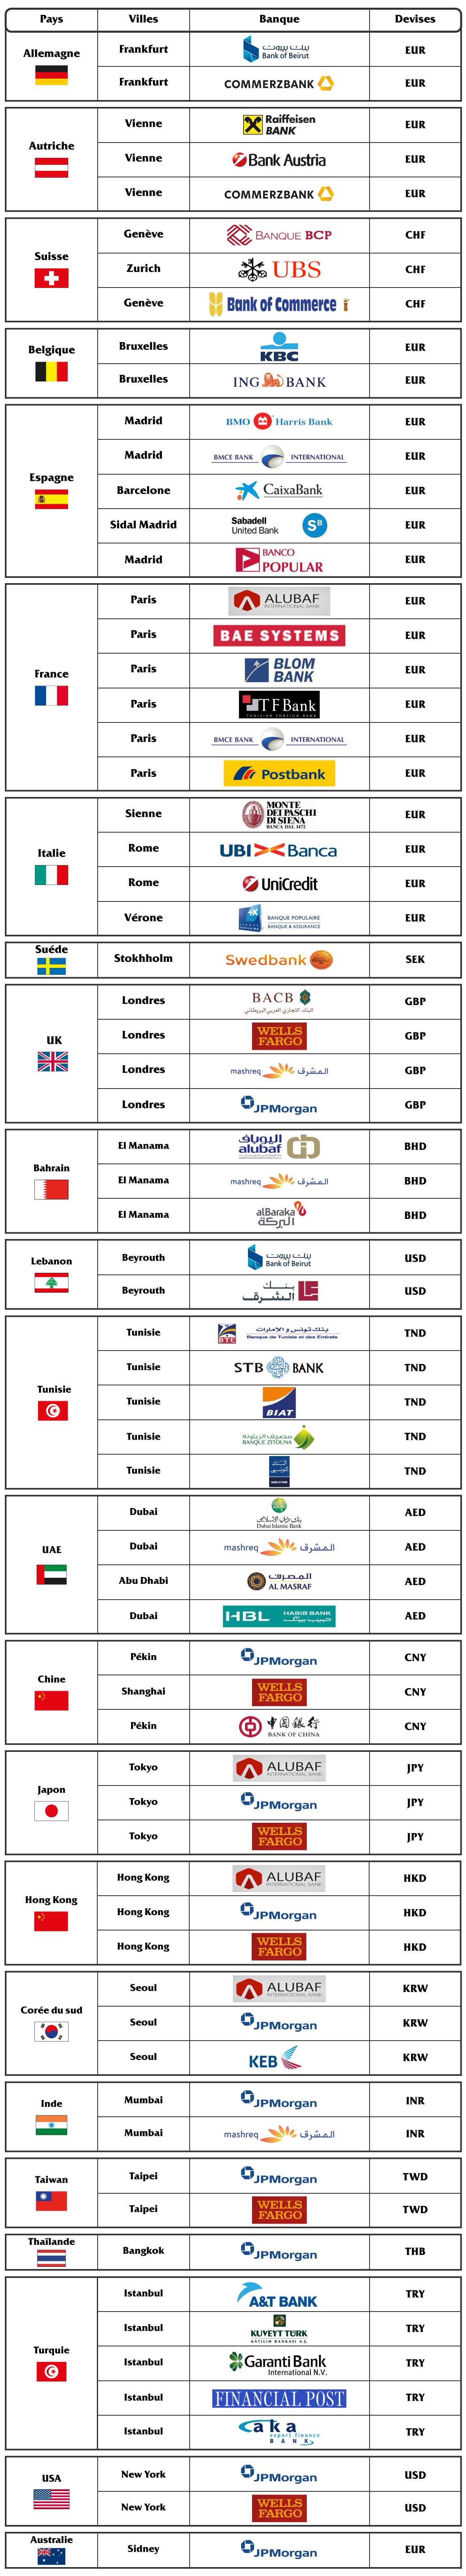 Pays Villes Banque Devises
Allemagne
Frankfurt بنك بيروت Bank of Beirut EUR
Frankfurt COMMERZBANK EUR
Autriche
Vienne Raiffeisen BANK EUR
Vienne Bank Austria EUR
Vienne COMMERZBANK EUR
Suisse
Genève BANQUE BCP CHF
Zurich UBS CHF
Genève Bank of Commerce CHF
Belgique
Bruxelles KBC EUR
Bruxelles ING BANK EUR
Espagne
Madrid BMO Harris Bank EUR
Madrid BMCE BANK INTERNATIONAL EUR
Barcelone CaixaBank EUR
Sidal Madrid Sabadell United Bank SB EUR
Madrid BANCO POPULAR EUR
France
Paris ALUBAF INTERNATIONAL BANK EUR
Paris BAE SYSTEMS EUR
Paris BLOM BANK EUR
Paris TFBank TUNISIAN FOREIGN BANK EUR
Paris BMCE BANK INTERNATIONAL EUR
Paris Postbank EUR
Italie
Sienne MONTE DEI PASCHI DI SIENA BANCA DAL 1472 EUR
Rome UBI Banca EUR
Rome UniCredit EUR
Vérone BANQUE POPULAIRE BANQUE & ASSURANCE EUR
Suéde
Stokhholm Swedbank SEK
UK
Londres BACB البنك التجاري العربي البريطاني GBP
Londres WELLS FARGO GBP
Londres mashreq المشرق GBP
Londres JPMorgan GBP
Bahrain
El Manama اليوباف alubaf BHD
El Manama mashreq المشرق BHD
El Manama alBaraka البركة BHD
Lebanon
Beyrouth بنك بيروت Bank of Beirut USD
Beyrouth بنك الشرق USD
Tunisie
Tunisie BTE بنك تونس و الإمارات Banque de Tunisie et des Emirats TND
Tunisie STB BANK TND
Tunisie BIAT TND
Tunisie مصرف الزيتونة BANQUE ZITOUNA TND
Tunisie TND
UAE
Dubai بنك دبي الإسلامي Dubai Islamic Bank AED
Dubai mashreq المشرق AED
Abu Dhabi المصرف AL MASRAF AED
Dubai HBL HABIB BANK حبيب بنك AED
Chine
Pékin JPMorgan CNY
Shanghai WELLS FARGO CNY
Pékin 中国银行 BANK OF CHINA CNY
Japon
Tokyo ALUBAF INTERNATIONAL BANK JPY
Tokyo JPMorgan JPY
Tokyo WELLS FARGO JPY
Hong Kong
Hong Kong ALUBAF INTERNATIONAL BANK HKD
Hong Kong JPMorgan HKD
Hong Kong WELLS FARGO HKD
Corée du sud
Seoul ALUBAF INTERNATIONAL BANK KRW
Seoul JPMorgan KRW
Seoul KEB KRW
Inde
Mumbai JPMorgan INR
Mumbai mashreq المشرق INR
Taiwan
Taipei JPMorgan TWD
Taipei WELLS FARGO TWD
Thaïlande
Bangkok JPMorgan THB
Turquie
Istanbul A&T BANK TRY
Istanbul KUVEYT TURK KATILIM BANKASI A.Ş. TRY
Istanbul Garanti Bank International N.V. TRY
Istanbul FINANCIAL POST TRY
Istanbul aka export finance BANK TRY
USA
New York JPMorgan USD
New York WELLS FARGO USD
Australie
Sidney JPMorgan EUR